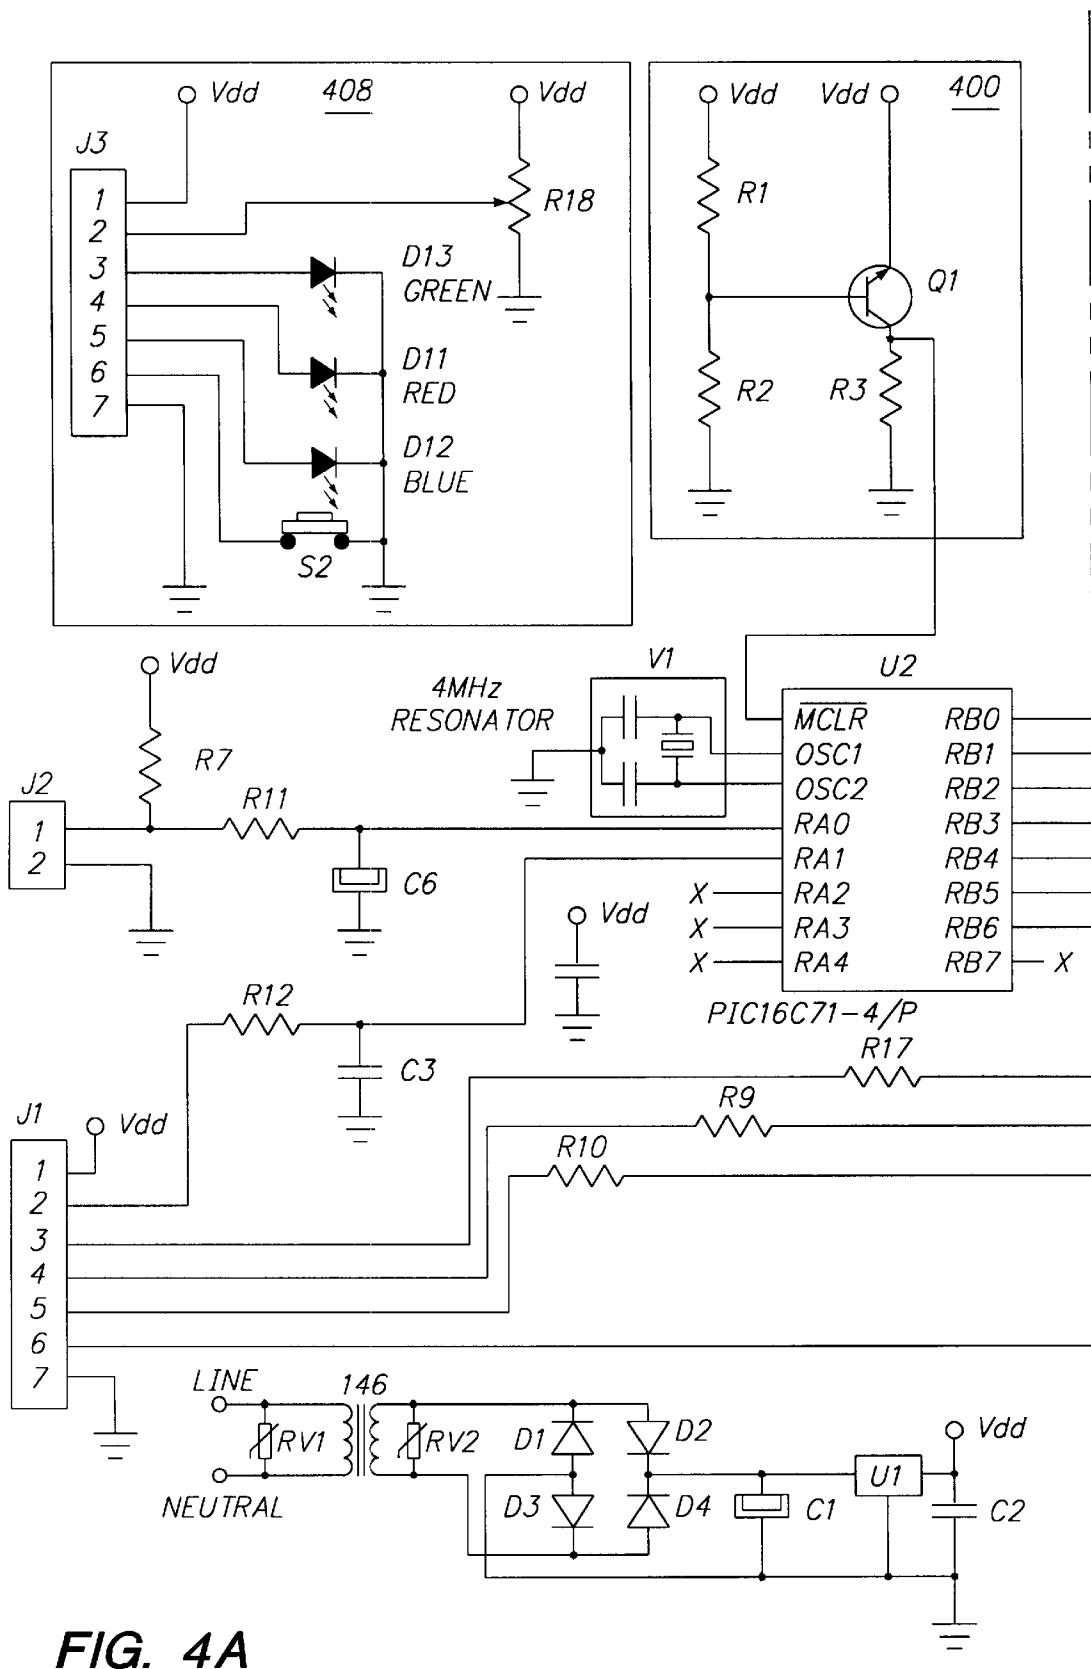 Vdd
408
Vdd
J3
1
2
3
4
5
6
7
R18
D13
GREEN
D11
RED
D12
BLUE
S2
Vdd
Vdd
400
R1
Q1
R2
R3
Vdd
R7
J2
1
2
R11
C6
4MHz
RESONATOR
V1
U2
MCLR
OSC1
OSC2
RA0
RA1
RA2
RA3
RA4
RB0
RB1
RB2
RB3
RB4
RB5
RB6
RB7
X
X
X
X
PIC16C71-4/P
Vdd
R12
C3
R17
R9
R10
J1
Vdd
1
2
3
4
5
6
7
LINE
NEUTRAL
RV1
146
RV2
D1
D2
D3
D4
C1
U1
Vdd
C2
FIG. 4A